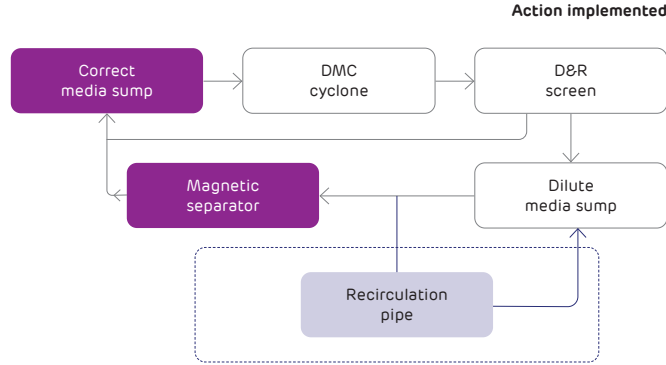 Action implemented
Correct
media sump
DMC
cyclone
D&R
screen
Magnetic
separator
Dilute
media sump
Recirculation
pipe